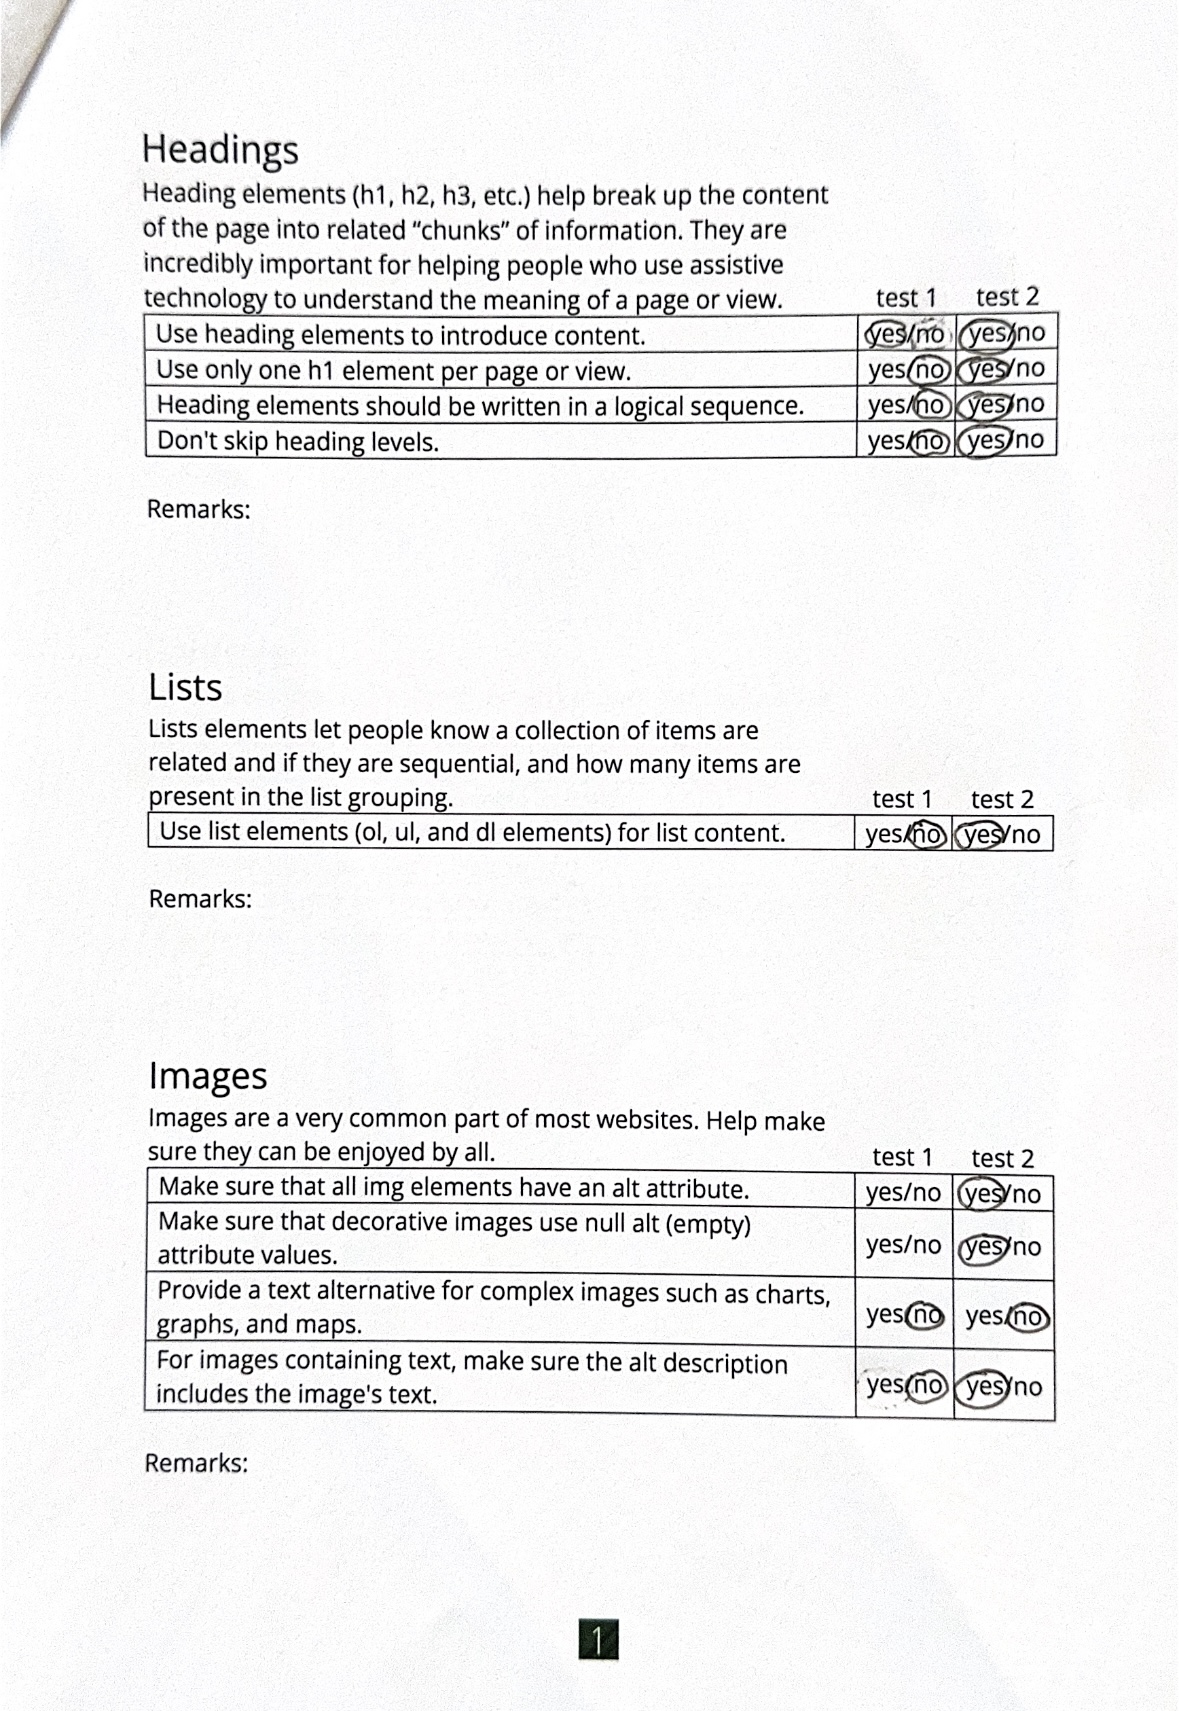 Headings
Heading elements (h1, h2, h3, etc.) help break up the content
of the page into related “chunks” of information. They are
incredibly important for helping people who use assistive
technology to understand the meaning of a page or view. test 1 test 2
Use heading elements to introduce content. yes/no yes/no
Use only one h1 element per page or view. yes/no yes/no
Heading elements should be written in a logical sequence. yes/no yes/no
Don't skip heading levels. yes/no yes/no
Remarks:
Lists
Lists elements let people know a collection of items are
related and if they are sequential, and how many items are
present in the list grouping. test 1 test 2
Use list elements (ol, ul, and dl elements) for list content. yes/no yes/no
Remarks:
Images
Images are a very common part of most websites. Help make
sure they can be enjoyed by all. test 1 test 2
Make sure that all img elements have an alt attribute. yes/no yes/no
Make sure that decorative images use null alt (empty)
attribute values. yes/no yes/no
Provide a text alternative for complex images such as charts,
graphs, and maps. yes/no yes/no
For images containing text, make sure the alt description
includes the image's text. yes/no yes/no
Remarks:
1